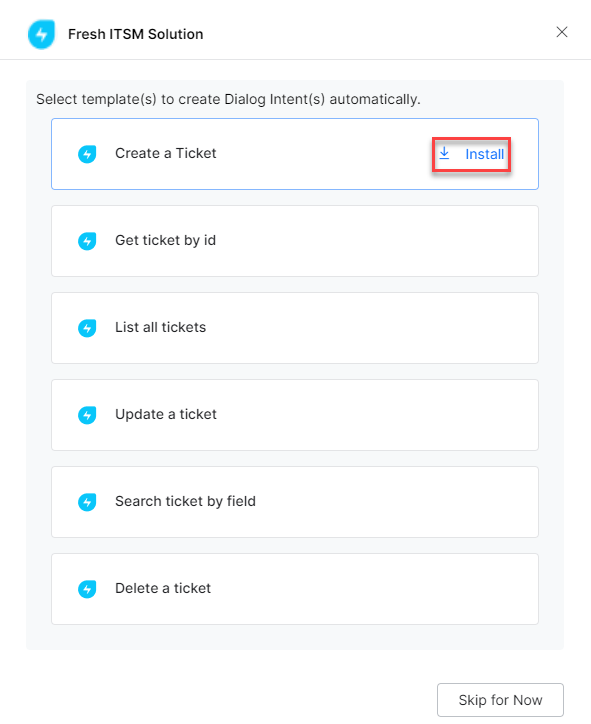 Fresh ITSM Solution
Select template(s) to create Dialog Intent(s) automatically.
Create a Ticket
Install
Get ticket by id
List all tickets
Update a ticket
Search ticket by field
Delete a ticket
Skip for Now